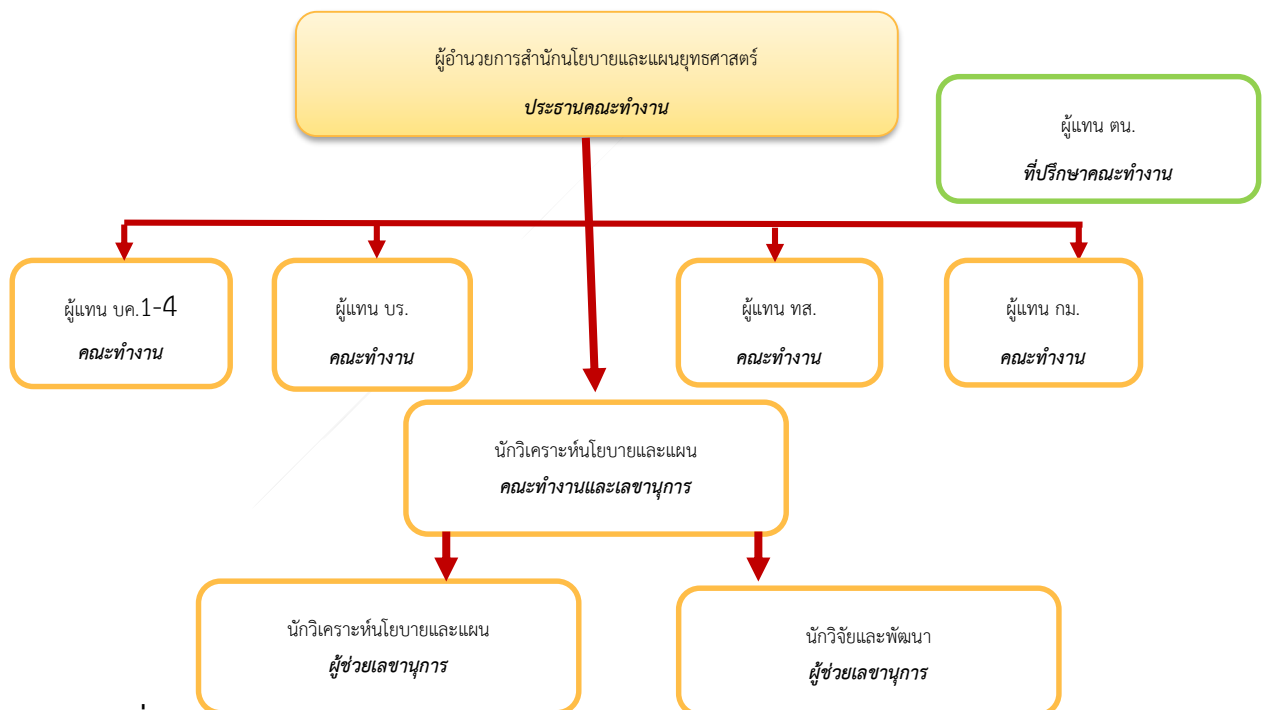 ผู้อำนวยการสำนักนโยบายและแผนยุทธศาสตร์
ประธานคณะทำงาน
ผู้แทน ตน.
ที่ปรึกษาคณะทำงาน
ผู้แทน บค.1-4
คณะทำงาน
ผู้แทน บร.
คณะทำงาน
ผู้แทน ทส.
คณะทำงาน
ผู้แทน กม.
คณะทำงาน
นักวิเคราะห์นโยบายและแผน
คณะทำงานและเลขานุการ
นักวิเคราะห์นโยบายและแผน
ผู้ช่วยเลขานุการ
นักวิจัยและพัฒนา
ผู้ช่วยเลขานุการ